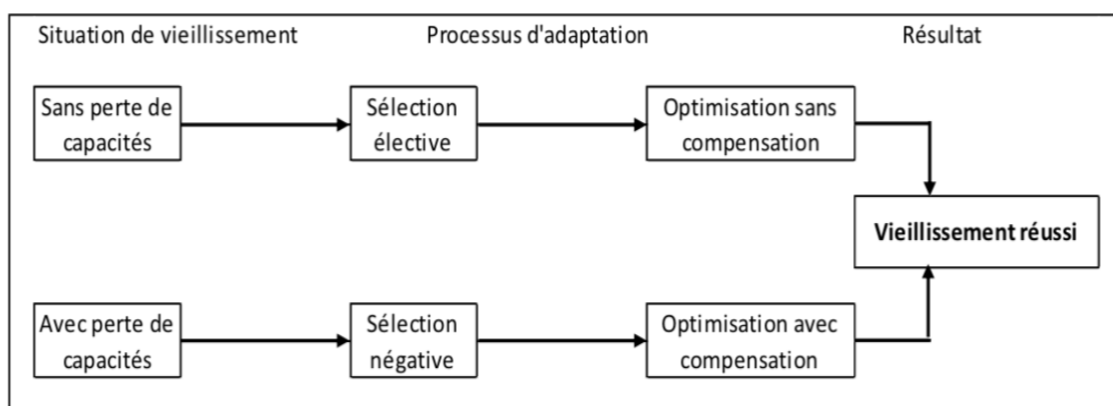 Situation de vieillissement
Processus d'adaptation
Résultat
Sans perte de
capacités
Sélection
élective
Optimisation sans
compensation
Vieillissement réussi
Avec perte de
capacités
Sélection
négative
Optimisation avec
compensation